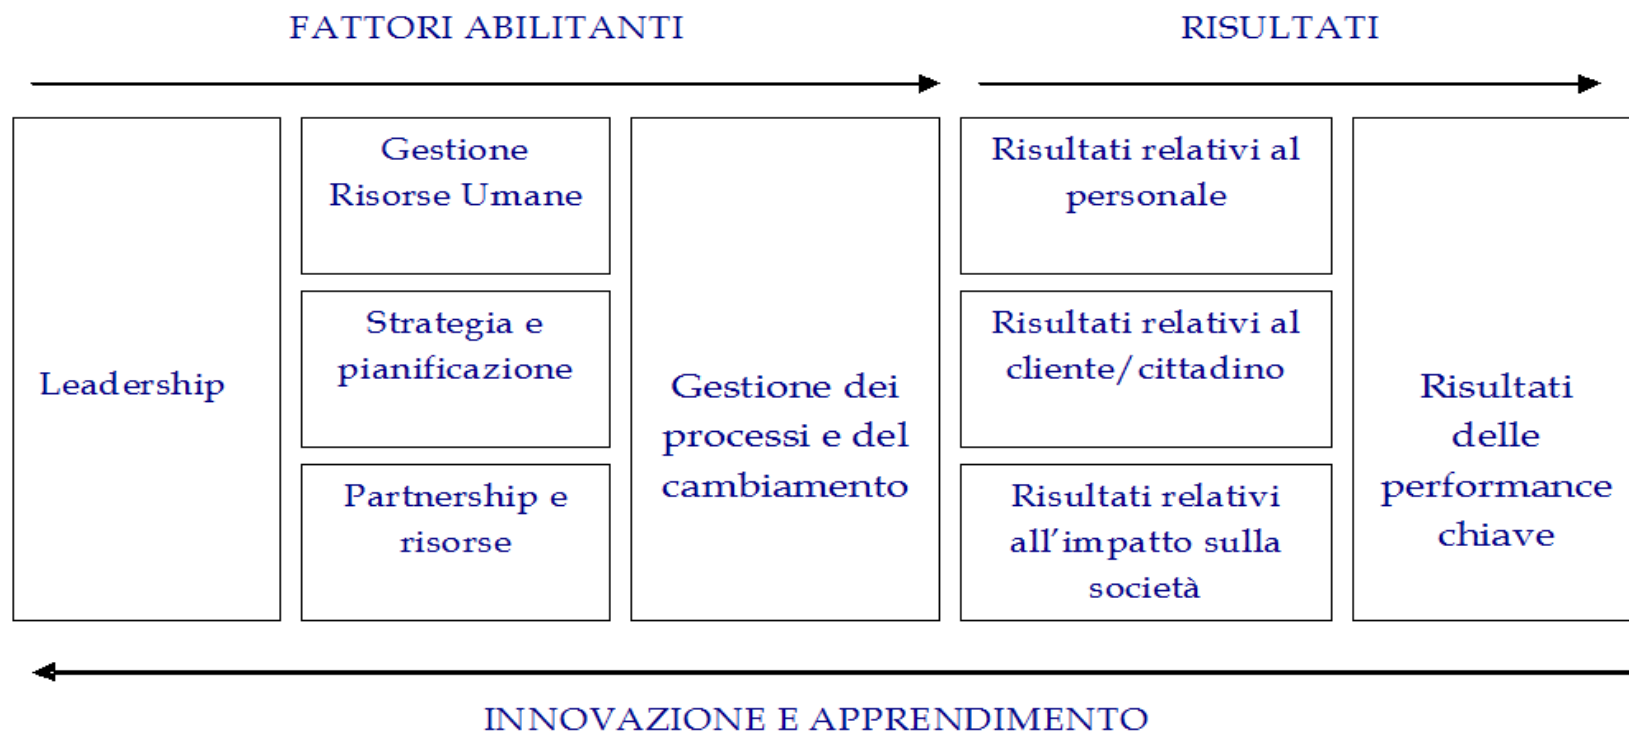 FATTORI ABILITANTI
RISULTATI
Leadership
Gestione
Risorse Umane
Strategia e
pianificazione
Partnership e
risorse
Gestione dei
processi e del
cambiamento
Risultati relativi al
personale
Risultati relativi al
cliente/cittadino
Risultati relativi
all'impatto sulla
società
Risultati
delle
performance
chiave
INNOVAZIONE E APPRENDIMENTO